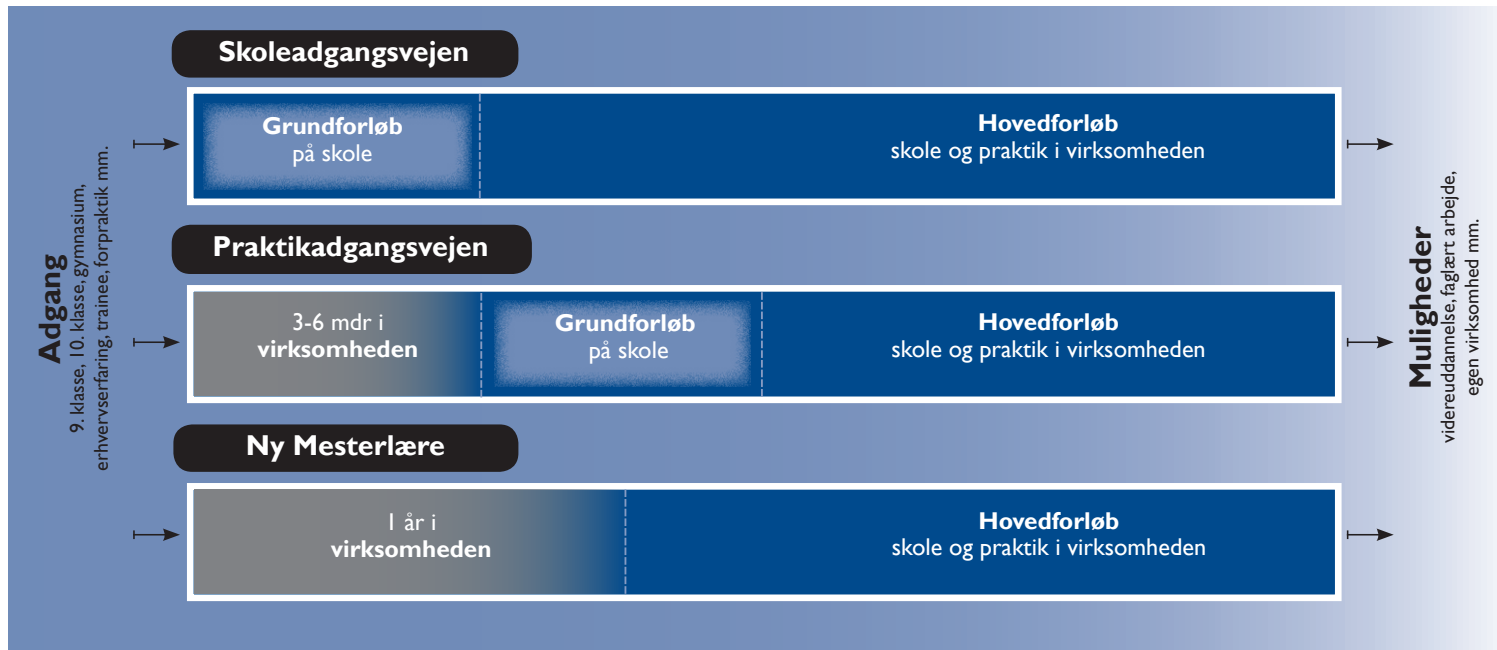 Skoleadgangsvejen
Grundforløb
på skole
Hovedforløb
skole og praktik i virksomheden
Praktikadgangsvejen
3-6 mdr i
virksomheden
Grundforløb
på skole
Hovedforløb
skole og praktik i virksomheden
Ny Mesterlære
1 år i
virksomheden
Hovedforløb
skole og praktik i virksomheden
Adgang
9. klasse, 10. klasse, gymnasium,
erhvervserfaring, trainee, forpraktik mm.
Muligheder
videreuddannelse, faglært arbejde,
egen virksomhed mm.